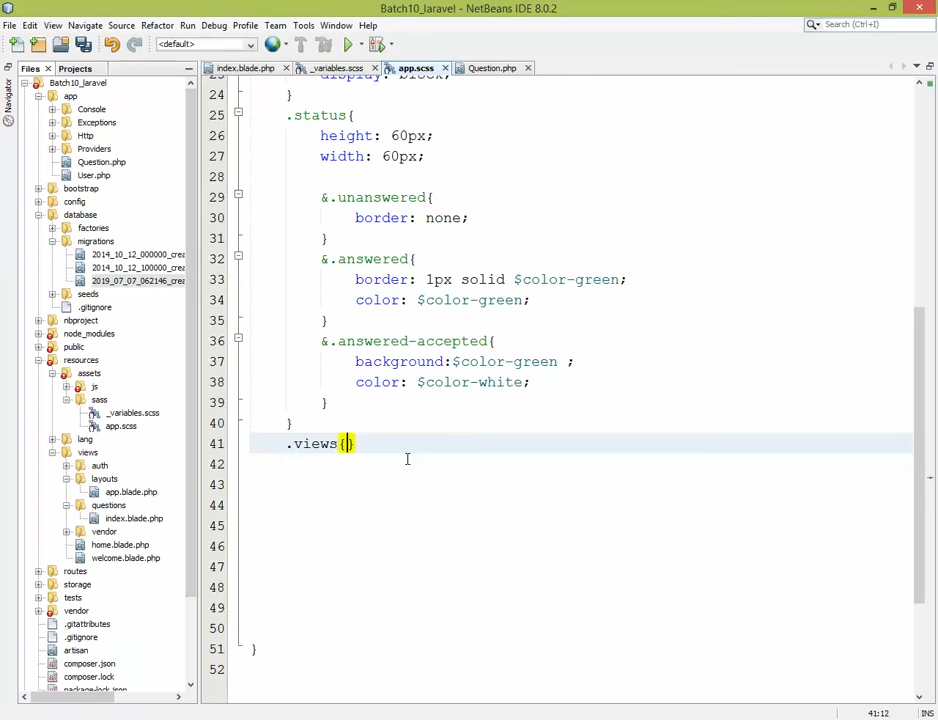 Batch10_laravel - NetBeans IDE 8.0.2
File Edit View Navigate Source Refactor Run Debug Profile Team Tools Window Help
Search (Ctrl+I)
<default>
Files Projects
index.blade.php _variables.scss app.scss Question.php
Navigator
Batch10_laravel
app
Console
Exceptions
Http
Providers
Question.php
User.php
bootstrap
config
database
factories
migrations
2014_10_12_000000_crea
2014_10_12_100000_crea
2019_07_07_062146_crea
seeds
.gitignore
nbproject
node_modules
public
resources
assets
js
sass
_variables.scss
app.scss
lang
views
auth
layouts
app.blade.php
questions
index.blade.php
vendor
home.blade.php
welcome.blade.php
routes
storage
tests
vendor
.gitattributes
.gitignore
artisan
composer.json
composer.lock
package-lock.json
23 display: block;
24 }
25 .status{
26 height: 60px;
27 width: 60px;
28
29 &.unanswered{
30 border: none;
31 }
32 &.answered{
33 border: 1px solid $color-green;
34 color: $color-green;
35 }
36 &.answered-accepted{
37 background:$color-green ;
38 color: $color-white;
39 }
40 }
41 .views{}
42
43
44
45
46
47
48
49
50
51 }
52
41:12 INS